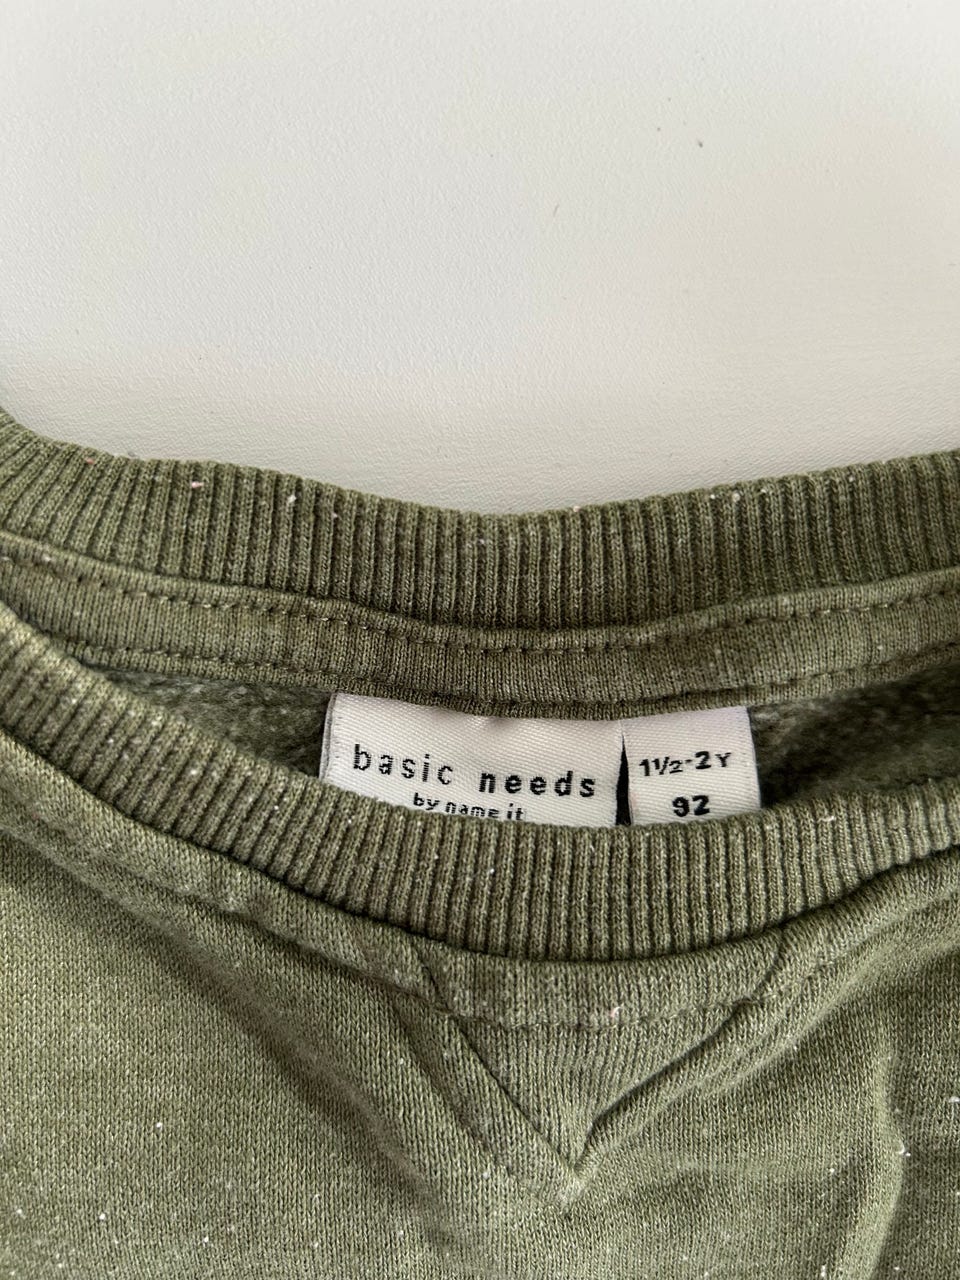 basic needs
by name it
1½-2Y
92